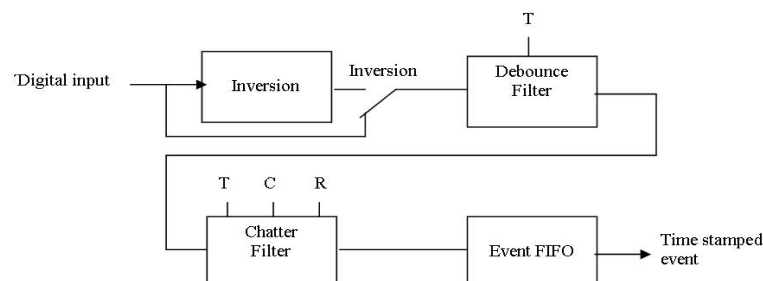 T
Digital input
Inversion
Inversion
Debounce
Filter
T C R
Chatter
Filter
Event FIFO
Time stamped
event